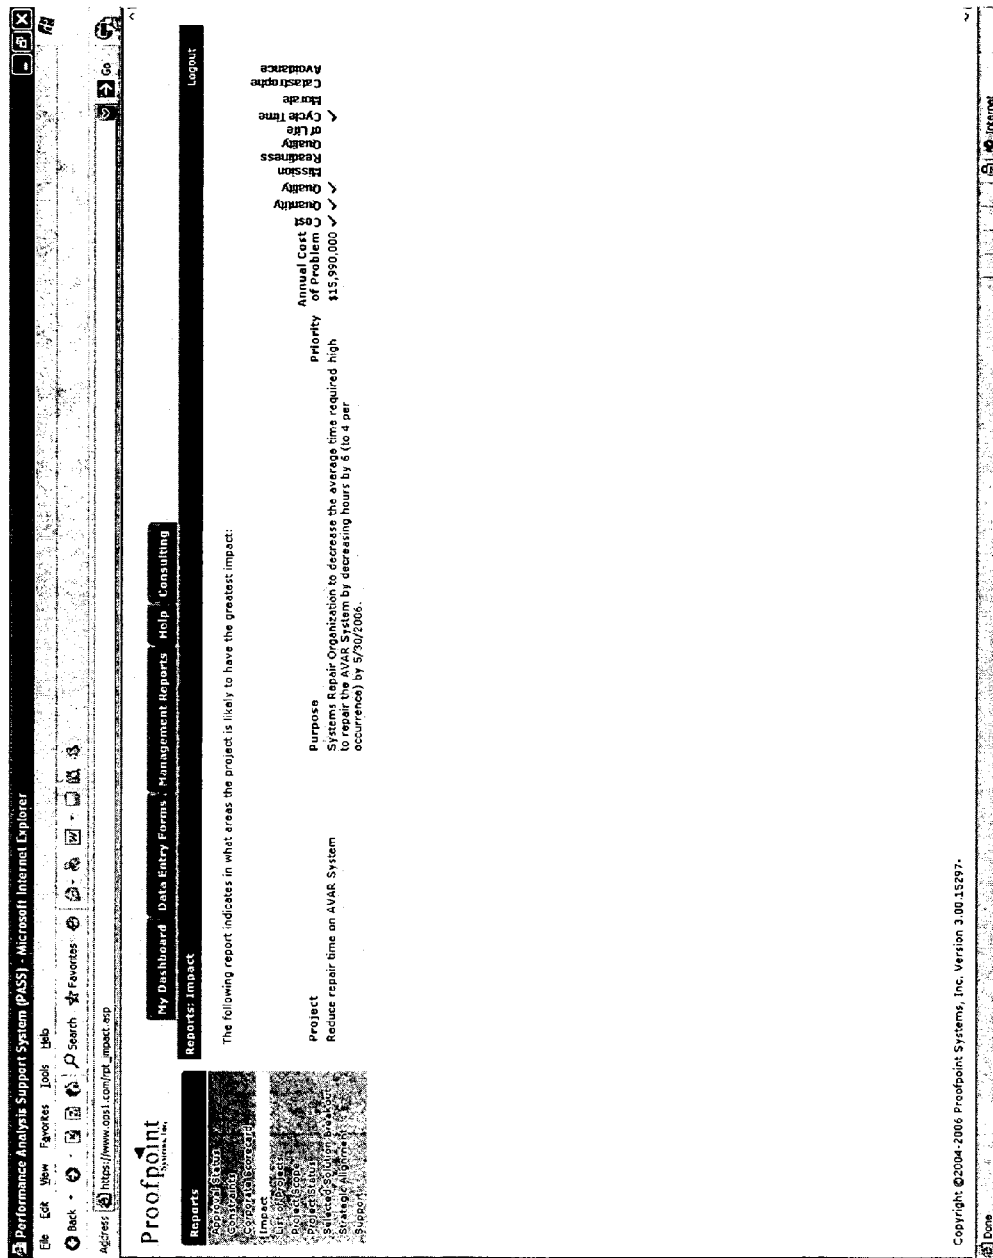 Performance Analysis Support System (PASS) - Microsoft Internet Explorer
File Edit View Favorites Tools Help
Back Search Favorites
Address https://www.ops1.com/rpt_impact.asp Go
Proofpoint
Systems, Inc.
My Dashboard Data Entry Forms Management Reports Help Consulting
Reports
Reports: Impact Logout
Approval Status
Constraints
Corporate Scorecard
Impact
List of Projects
Project Scope
Project Status
Selected Solution breakout
Strategic Alignment
Support
The following report indicates in what areas the project is likely to have the greatest impact:
Project Purpose Priority Annual Cost of Problem Cost Quantity Quality Mission Readiness Quality of Life Cycle Time Morale Catastrophe Avoidance
Reduce repair time on AVAR System
Systems Repair Organization to decrease the average time required high $15,990,000 ✓ ✓ ✓ ✓
to repair the AVAR System by decreasing hours by 6 (to 4 per
occurrence) by 5/30/2006.
Copyright ©2004-2006 Proofpoint Systems, Inc. Version 3.00.15297-
Done Internet